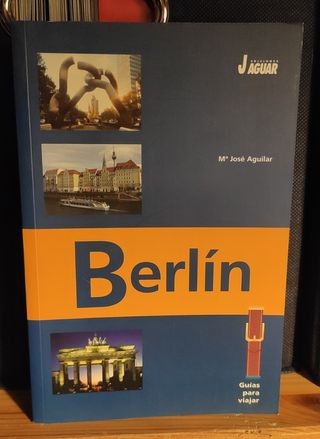 EDICIONES
JAGUAR
Mª José Aguilar
Berlín
Guías
para
viajar